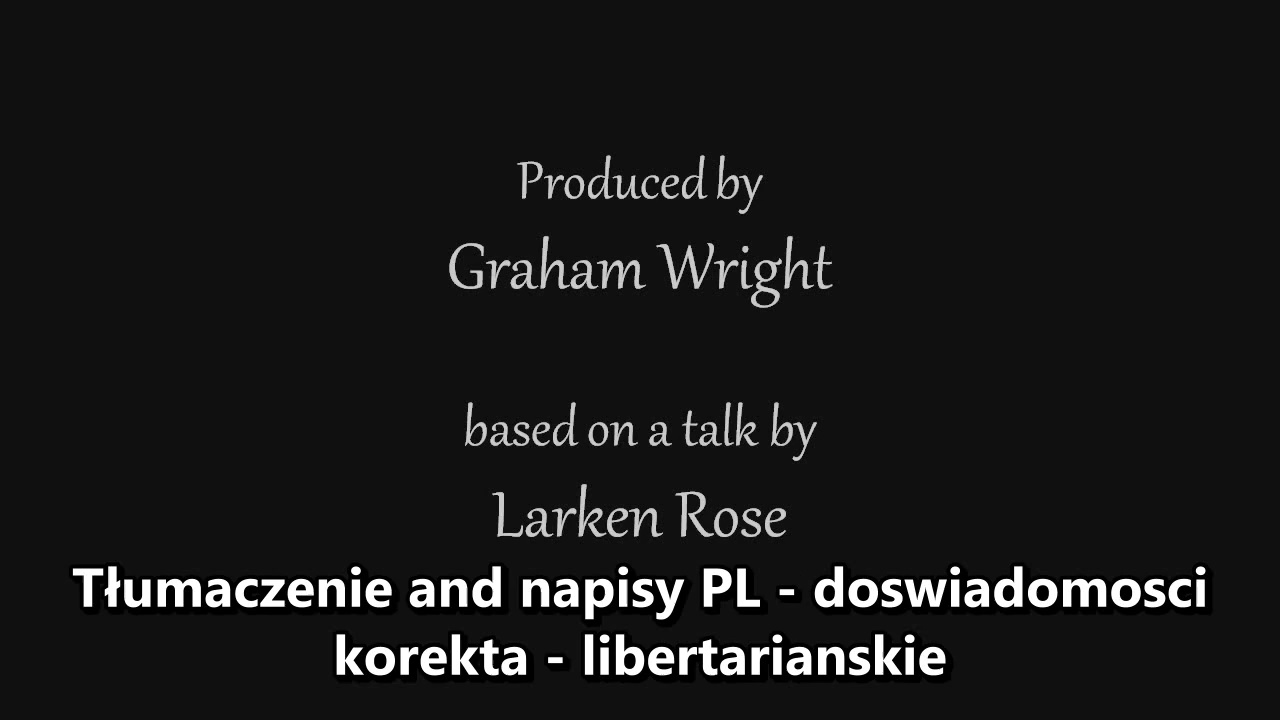 Produced by
Graham Wright
based on a talk by
Larken Rose
Tłumaczenie and napisy PL - doswiadomosci
korekta - libertarianskie